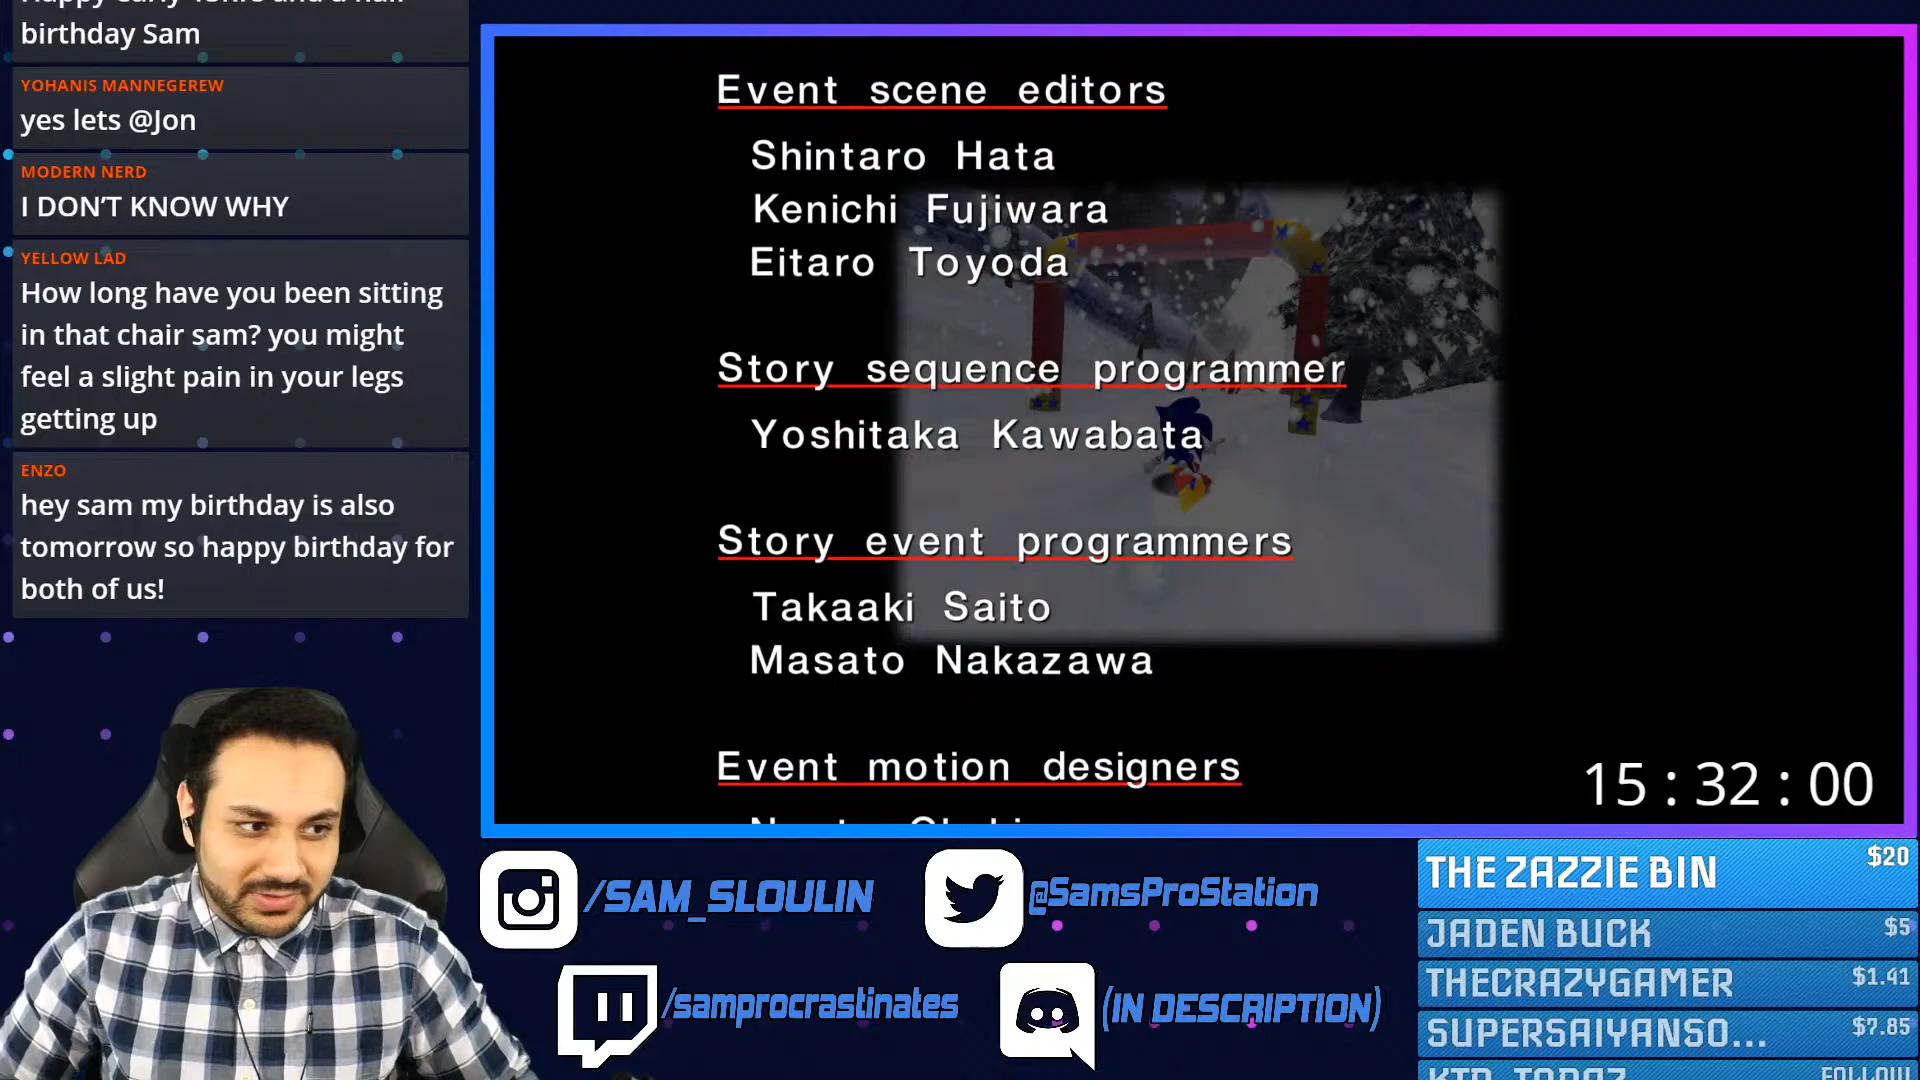 birthday Sam
YOHANIS MANNEGEREW
yes lets @Jon
MODERN NERD
I DON'T KNOW WHY
YELLOW LAD
How long have you been sitting
in that chair sam? you might
feel a slight pain in your legs
getting up
ENZO
hey sam my birthday is also
tomorrow so happy birthday for
both of us!
Event scene editors
Shintaro Hata
Kenichi Fujiwara
Eitaro Toyoda
Story sequence programmer
Yoshitaka Kawabata
Story event programmers
Takaaki Saito
Masato Nakazawa
Event motion designers
15 : 32 : 00
/SAM_SLOULIN
@SamsProStation
/samprocrastinates
(IN DESCRIPTION)
THE ZAZZIE BIN $20
JADEN BUCK $5
THECRAZYGAMER $1.41
SUPERSAIYANSO... $7.85
FOLLOW